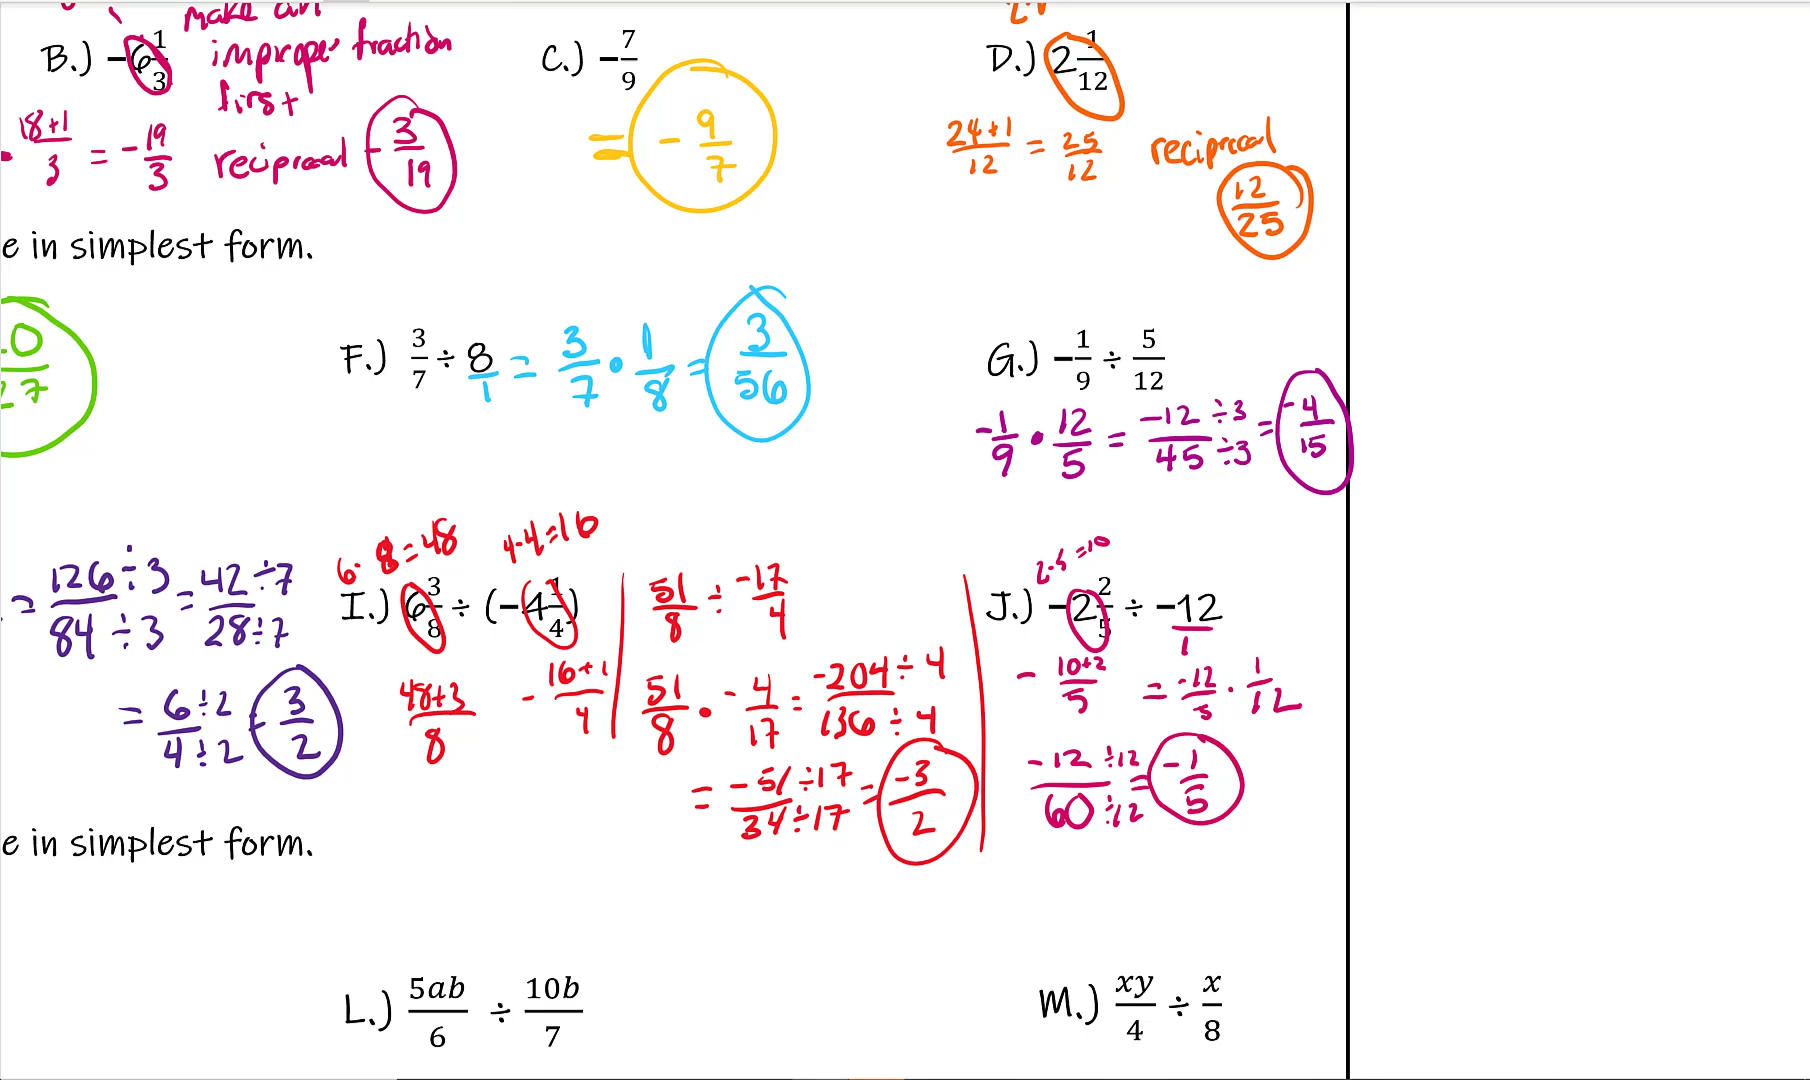 make an
B.) −6 1/3 improper fraction first
18+1/3 = -19/3 reciprocal -3/19
C.) −7/9
= -9/7
2·1
D.) 2 1/12
24+1/12 = 25/12 reciprocal
12/25
e in simplest form.
F.) 3/7 ÷ 8/1 = 3/7 · 1/8 = 3/56
G.) −1/9 ÷ 5/12
-1/9 · 12/5 = -12÷3/45÷3 = -4/15
= 126÷3/84÷3 = 42÷7/28÷7
= 6÷2/4÷2 = 3/2
6·8=48 4·4=16
I.) 6 3/8 ÷ (−4 1/4)
48+3/8 -16+1/4
51/8 ÷ -17/4
51/8 · -4/17 = -204÷4/136÷4
= -51÷17/34÷17 = -3/2
2·5=10
J.) −2 2/5 ÷ −12/1
-10+2/5 = -12/5 · 1/12
-12÷12/60÷12 = -1/5
e in simplest form.
L.) 5ab/6 ÷ 10b/7
M.) xy/4 ÷ x/8